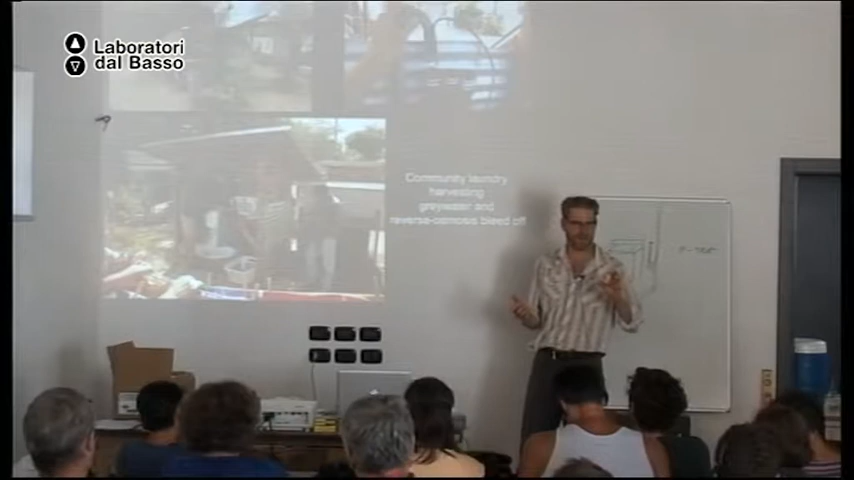 Laboratori
dal Basso
Community laundry
harvesting
greywater and
reverse-osmosis bleed off